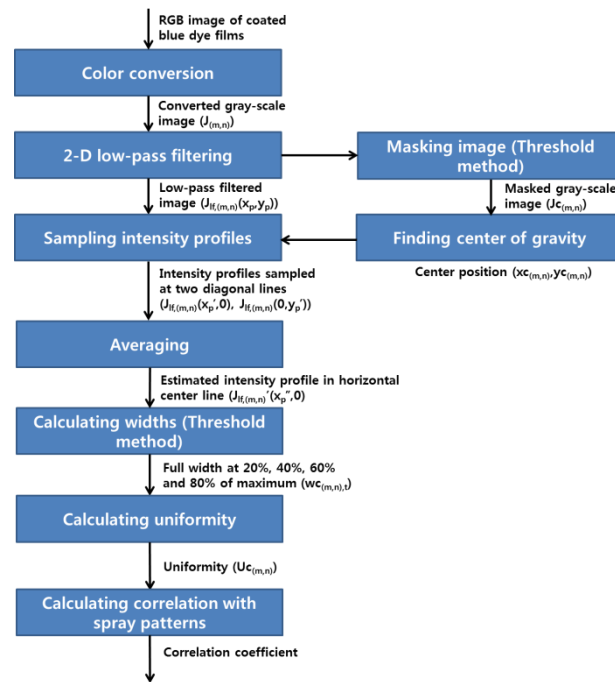 RGB image of coated
blue dye films
Color conversion
Converted gray-scale
image (J(m,n))
2-D low-pass filtering
Masking image (Threshold
method)
Low-pass filtered
image (Jlf,(m,n)(xp,yp))
Masked gray-scale
image (Jc(m,n))
Sampling intensity profiles
Finding center of gravity
Intensity profiles sampled
at two diagonal lines
(Jlf,(m,n)(xp′,0), Jlf,(m,n)(0,yp′))
Center position (xc(m,n),yc(m,n))
Averaging
Estimated intensity profile in horizontal
center line (Jlf,(m,n)′(xp″,0)
Calculating widths (Threshold
method)
Full width at 20%, 40%, 60%
and 80% of maximum (wc(m,n),t)
Calculating uniformity
Uniformity (Uc(m,n))
Calculating correlation with
spray patterns
Correlation coefficient